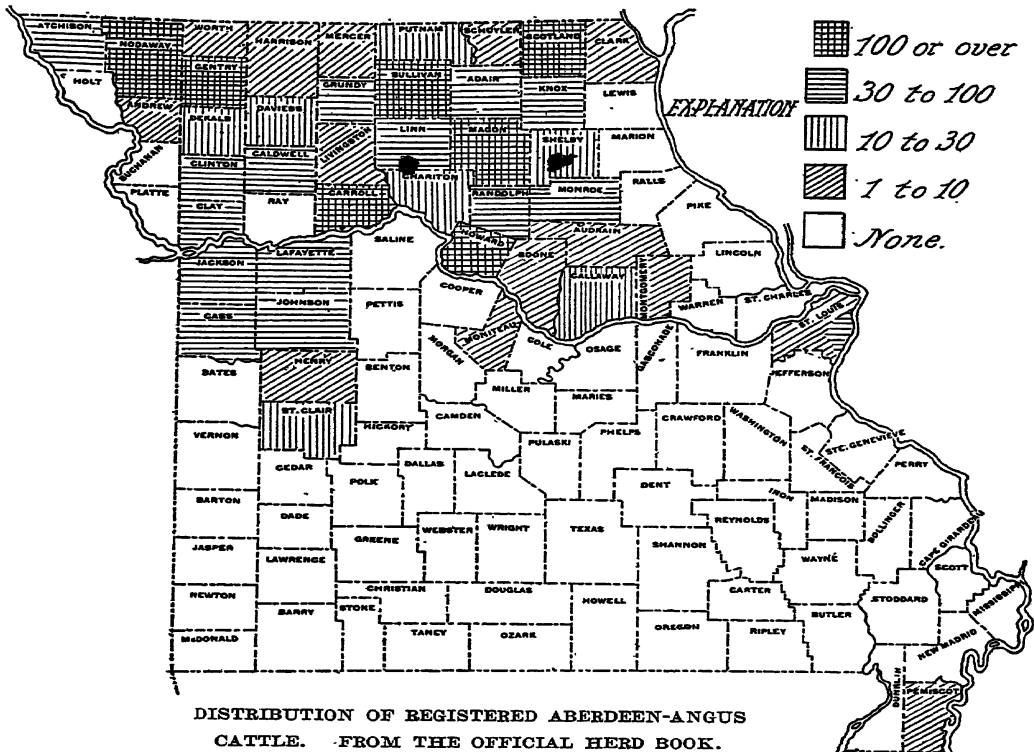 ATCHISON
NODAWAY
WORTH
HARRISON
MERCER
PUTNAM
SCHUYLER
SCOTLAND
CLARK
HOLT
GENTRY
SULLIVAN
ADAIR
KNOX
LEWIS
ANDREW
DEKALB
DAVIESS
GRUNDY
LIVINGSTON
LINN
MACON
SHELBY
MARION
BUCHANAN
CLINTON
CALDWELL
CHARITON
RANDOLPH
MONROE
RALLS
PLATTE
CLAY
RAY
CARROLL
PIKE
SALINE
HOWARD
BOONE
AUDRAIN
CALLAWAY
MONTGOMERY
LINCOLN
JACKSON
LAFAYETTE
COOPER
WARREN
ST. CHARLES
ST. LOUIS
CASS
JOHNSON
PETTIS
MORGAN
MONITEAU
COLE
OSAGE
GASCONADE
FRANKLIN
JEFFERSON
BATES
HENRY
BENTON
MILLER
MARIES
ST. CLAIR
HICKORY
CAMDEN
PULASKI
PHELPS
CRAWFORD
WASHINGTON
ST. FRANCOIS
STE. GENEVIEVE
PERRY
VERNON
CEDAR
POLK
DALLAS
LACLEDE
DENT
IRON
MADISON
BOLLINGER
CAPE GIRARDEAU
BARTON
DADE
GREENE
WEBSTER
WRIGHT
TEXAS
SHANNON
REYNOLDS
WAYNE
SCOTT
MISSISSIPPI
JASPER
LAWRENCE
CHRISTIAN
DOUGLAS
HOWELL
CARTER
BUTLER
STODDARD
NEWTON
BARRY
STONE
TANEY
OZARK
OREGON
RIPLEY
NEW MADRID
McDONALD
DUNKLIN
PEMISCOT
EXPLANATION
100 or over
30 to 100
10 to 30
1 to 10
None.
DISTRIBUTION OF REGISTERED ABERDEEN-ANGUS
CATTLE. FROM THE OFFICIAL HERD BOOK.